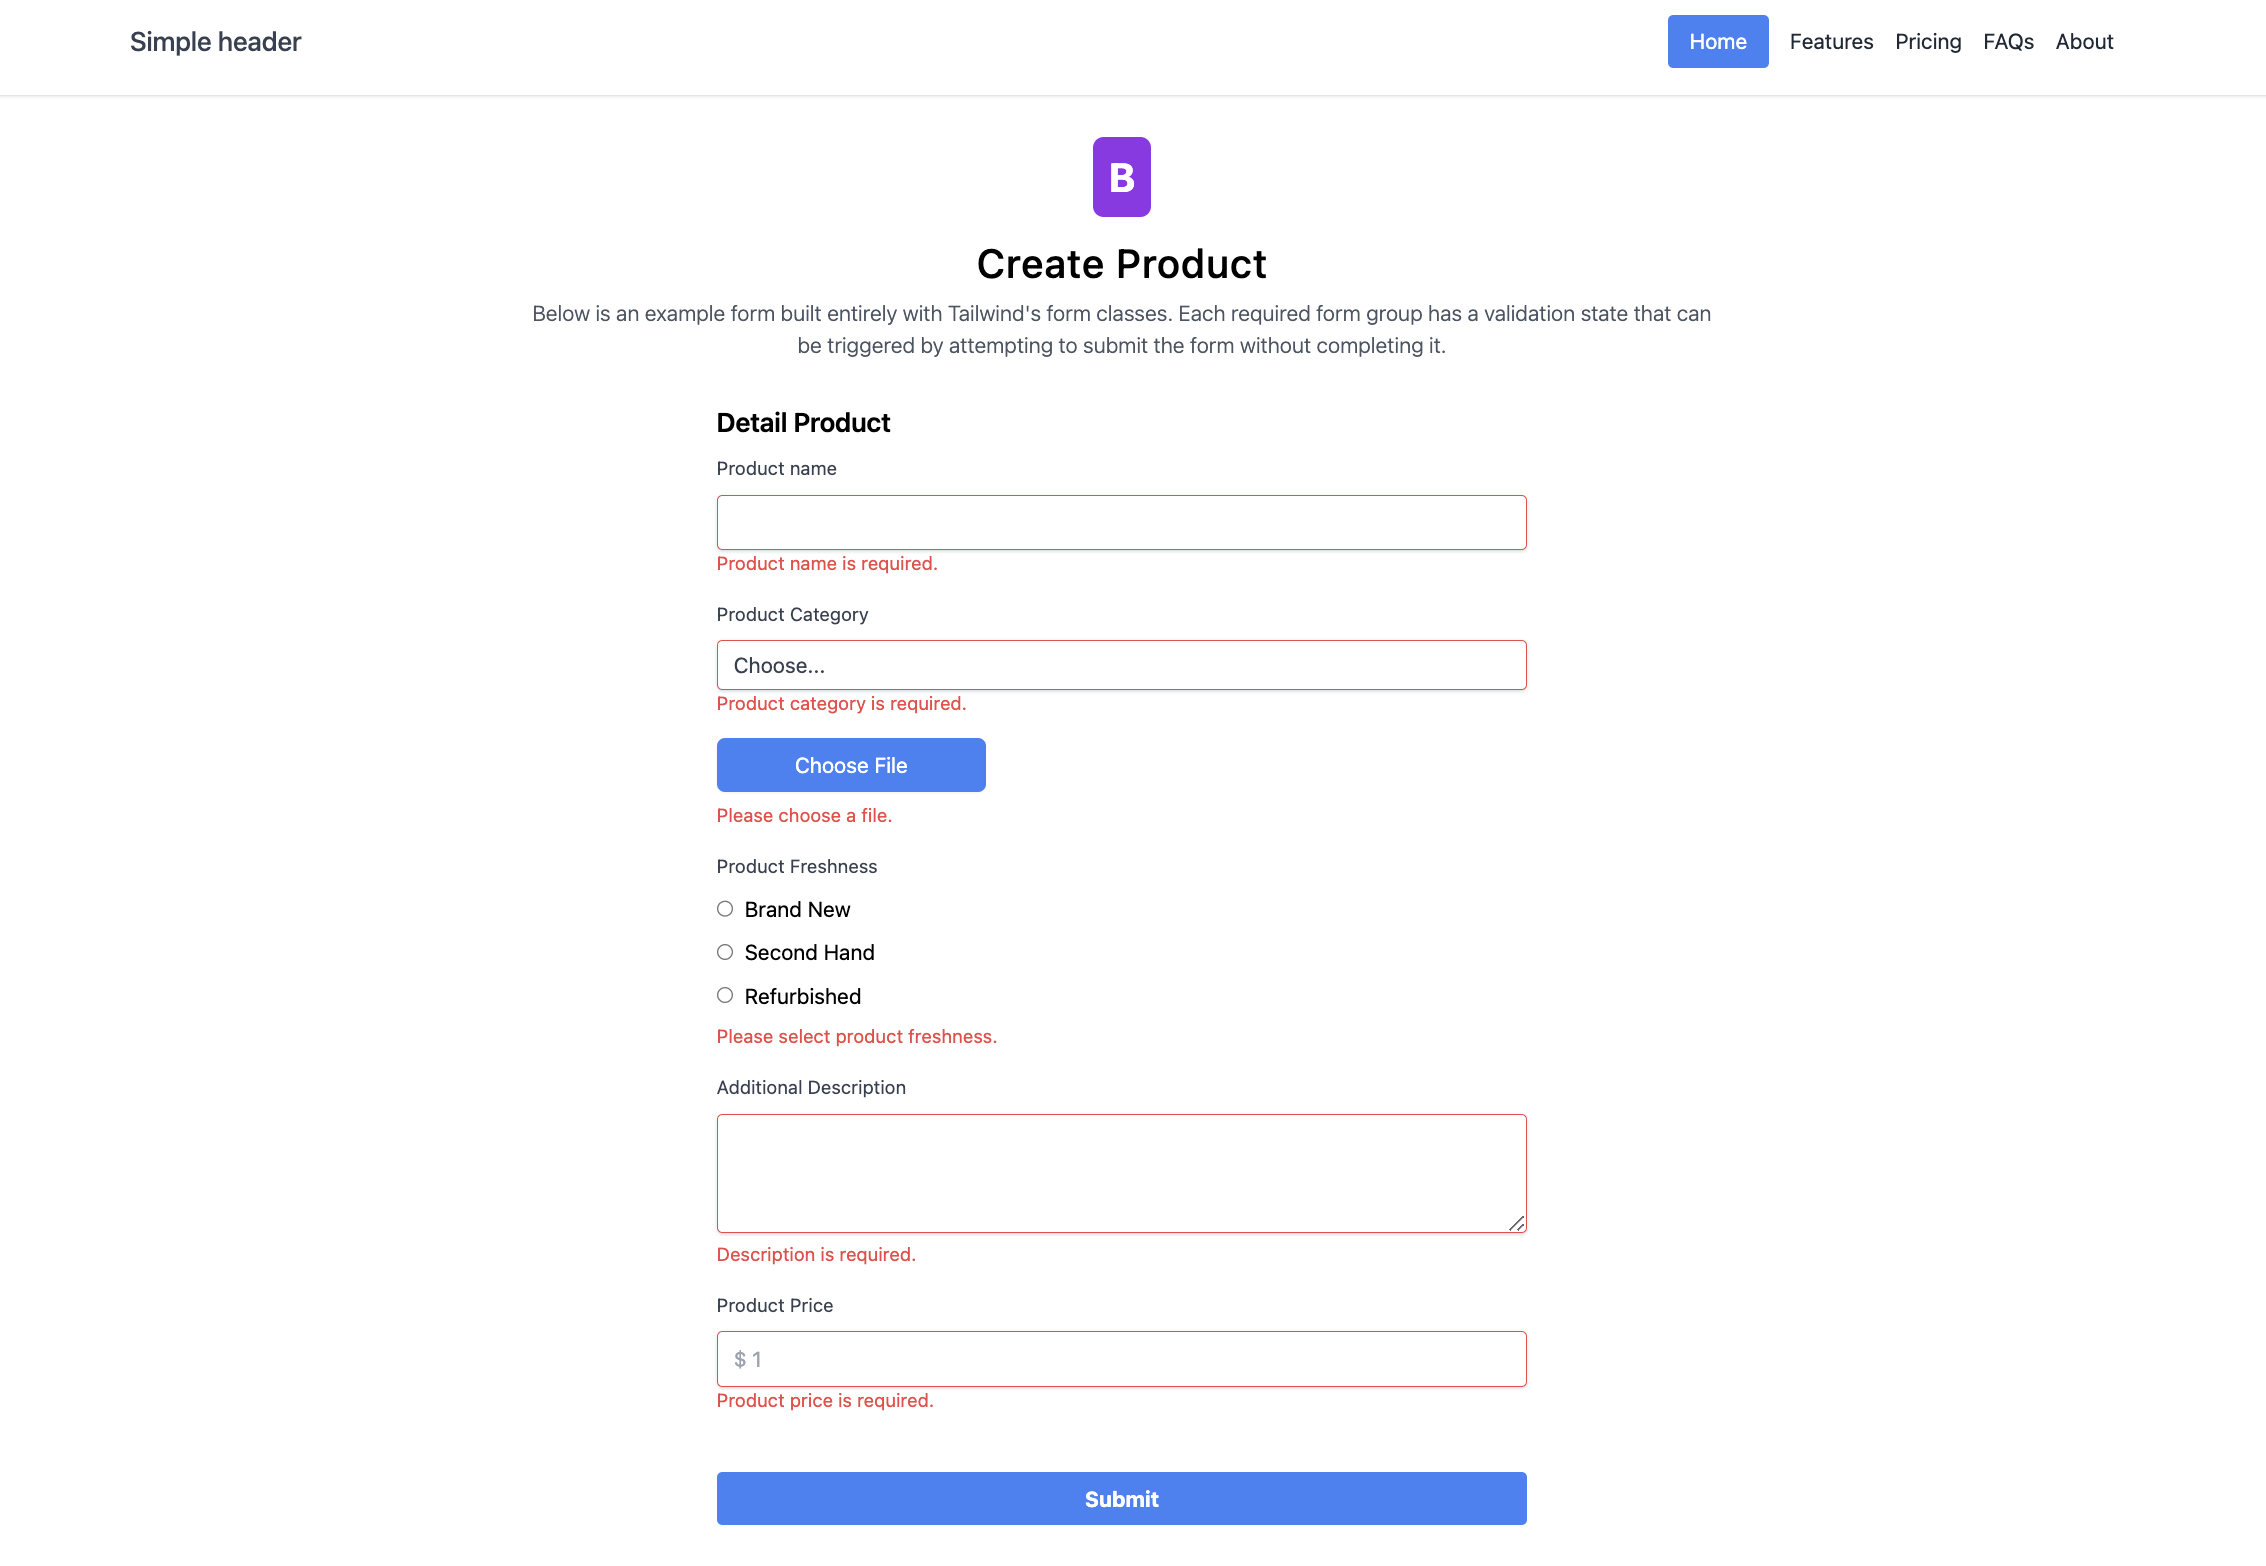 Simple header
Home Features Pricing FAQs About
B
Create Product
Below is an example form built entirely with Tailwind's form classes. Each required form group has a validation state that can
be triggered by attempting to submit the form without completing it.
Detail Product
Product name
Product name is required.
Product Category
Choose...
Product category is required.
Choose File
Please choose a file.
Product Freshness
Brand New
Second Hand
Refurbished
Please select product freshness.
Additional Description
Description is required.
Product Price
$ 1
Product price is required.
Submit